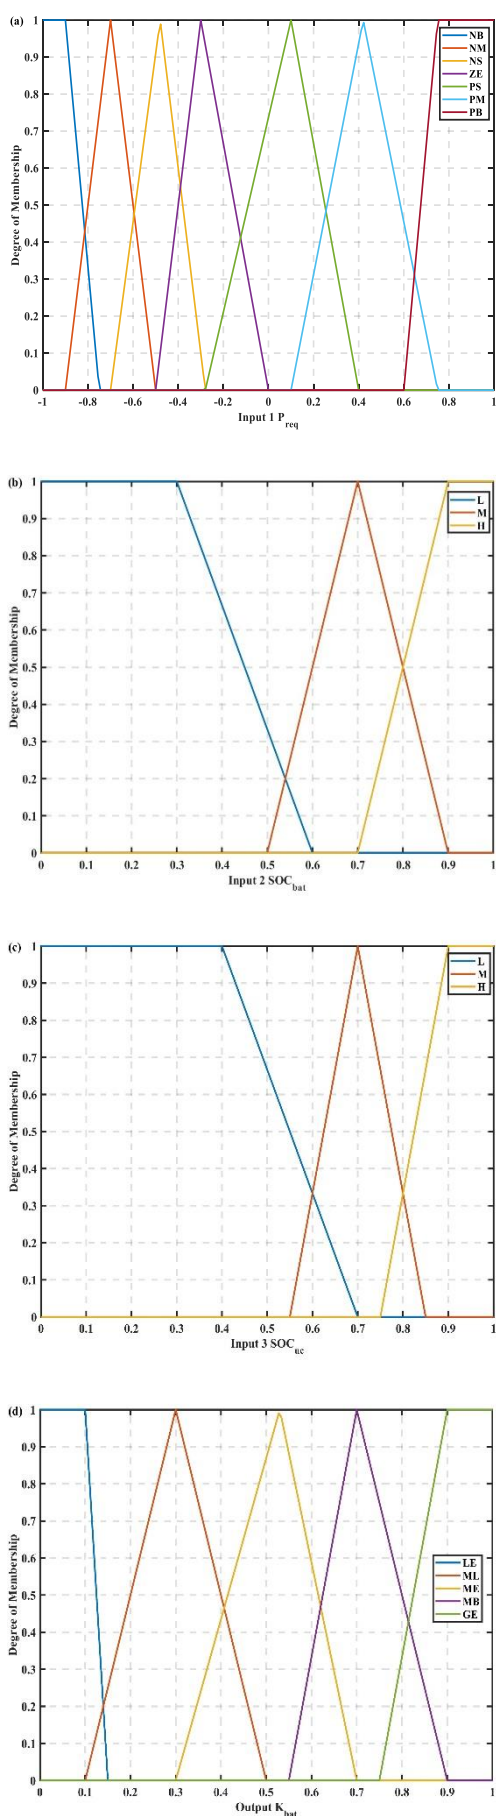 (a)
1
0.9
0.8
0.7
0.6
0.5
0.4
0.3
0.2
0.1
0
Degree of Membership
NB
NM
NS
ZE
PS
PM
PB
-1 -0.8 -0.6 -0.4 -0.2 0 0.2 0.4 0.6 0.8 1
Input 1 Preq
(b)
1
0.9
0.8
0.7
0.6
0.5
0.4
0.3
0.2
0.1
0
Degree of Membership
L
M
H
0 0.1 0.2 0.3 0.4 0.5 0.6 0.7 0.8 0.9 1
Input 2 SOCbat
(c)
1
0.9
0.8
0.7
0.6
0.5
0.4
0.3
0.2
0.1
0
Degree of Membership
L
M
H
0 0.1 0.2 0.3 0.4 0.5 0.6 0.7 0.8 0.9 1
Input 3 SOCuc
(d)
1
0.9
0.8
0.7
0.6
0.5
0.4
0.3
0.2
0.1
0
Degree of Membership
LE
ML
ME
MB
GE
0 0.1 0.2 0.3 0.4 0.5 0.6 0.7 0.8 0.9 1
Output Kbat